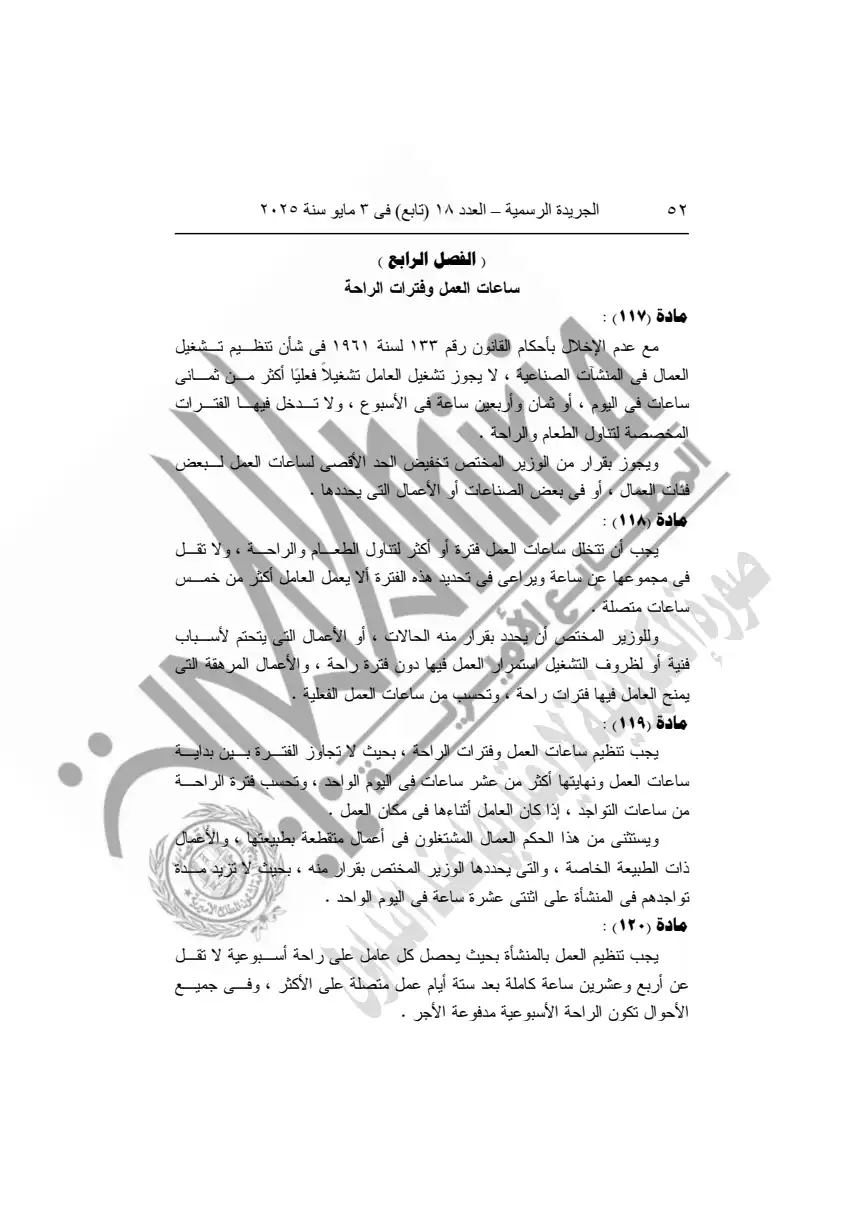 ٥٢ الجريدة الرسمية – العدد ١٨ (تابع) فى ٣ مايو سنة ٢٠٢٥
( الفصل الرابع )
ساعات العمل وفترات الراحة
مادة (١١٧) :
مع عدم الإخلال بأحكام القانون رقم ١٣٣ لسنة ١٩٦١ فى شأن تنظيم تشغيل
العمال فى المنشآت الصناعية ، لا يجوز تشغيل العامل تشغيلاً فعليًا أكثر من ثمانى
ساعات فى اليوم ، أو ثمان وأربعين ساعة فى الأسبوع ، ولا تدخل فيها الفترات
المخصصة لتناول الطعام والراحة .
ويجوز بقرار من الوزير المختص تخفيض الحد الأقصى لساعات العمل لبعض
فئات العمال ، أو فى بعض الصناعات أو الأعمال التى يحددها .
مادة (١١٨) :
يجب أن تتخلل ساعات العمل فترة أو أكثر لتناول الطعام والراحة ، ولا تقل
فى مجموعها عن ساعة ويراعى فى تحديد هذه الفترة ألا يعمل العامل أكثر من خمس
ساعات متصلة .
وللوزير المختص أن يحدد بقرار منه الحالات ، أو الأعمال التى يتحتم لأسباب
فنية أو لظروف التشغيل استمرار العمل فيها دون فترة راحة ، والأعمال المرهقة التى
يمنح العامل فيها فترات راحة ، وتحسب من ساعات العمل الفعلية .
مادة (١١٩) :
يجب تنظيم ساعات العمل وفترات الراحة ، بحيث لا تجاوز الفترة بين بداية
ساعات العمل ونهايتها أكثر من عشر ساعات فى اليوم الواحد ، وتحسب فترة الراحة
من ساعات التواجد ، إذا كان العامل أثناءها فى مكان العمل .
ويستثنى من هذا الحكم العمال المشتغلون فى أعمال متقطعة بطبيعتها ، والأعمال
ذات الطبيعة الخاصة ، والتى يحددها الوزير المختص بقرار منه ، بحيث لا تزيد مدة
تواجدهم فى المنشأة على اثنتى عشرة ساعة فى اليوم الواحد .
مادة (١٢٠) :
يجب تنظيم العمل بالمنشأة بحيث يحصل كل عامل على راحة أسبوعية لا تقل
عن أربع وعشرين ساعة كاملة بعد ستة أيام عمل متصلة على الأكثر ، وفى جميع
الأحوال تكون الراحة الأسبوعية مدفوعة الأجر .